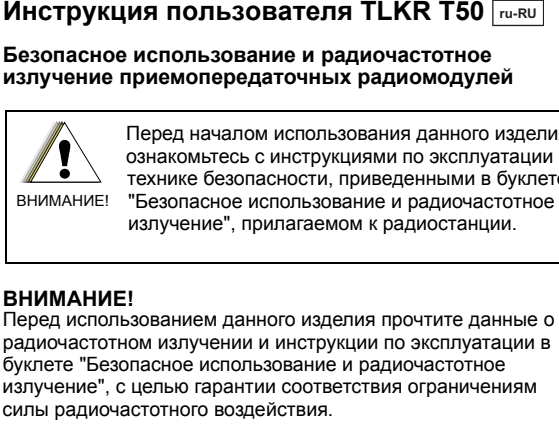 Инструкция пользователя TLKR T50 ru-RU
Безопасное использование и радиочастотное
излучение приемопередаточных радиомодулей
Перед началом использования данного
ознакомьтесь с инструкциями по эксплуатации
технике безопасности, приведенными в
ВНИМАНИЕ! "Безопасное использование и радиочастотное
излучение", прилагаемом к радиостанции.
ВНИМАНИЕ!
Перед использованием данного изделия прочтите данные о
радиочастотном излучении и инструкции по эксплуатации в
буклете "Безопасное использование и радиочастотное
излучение", с целью гарантии соответствия ограничениям
силы радиочастотного воздействия.